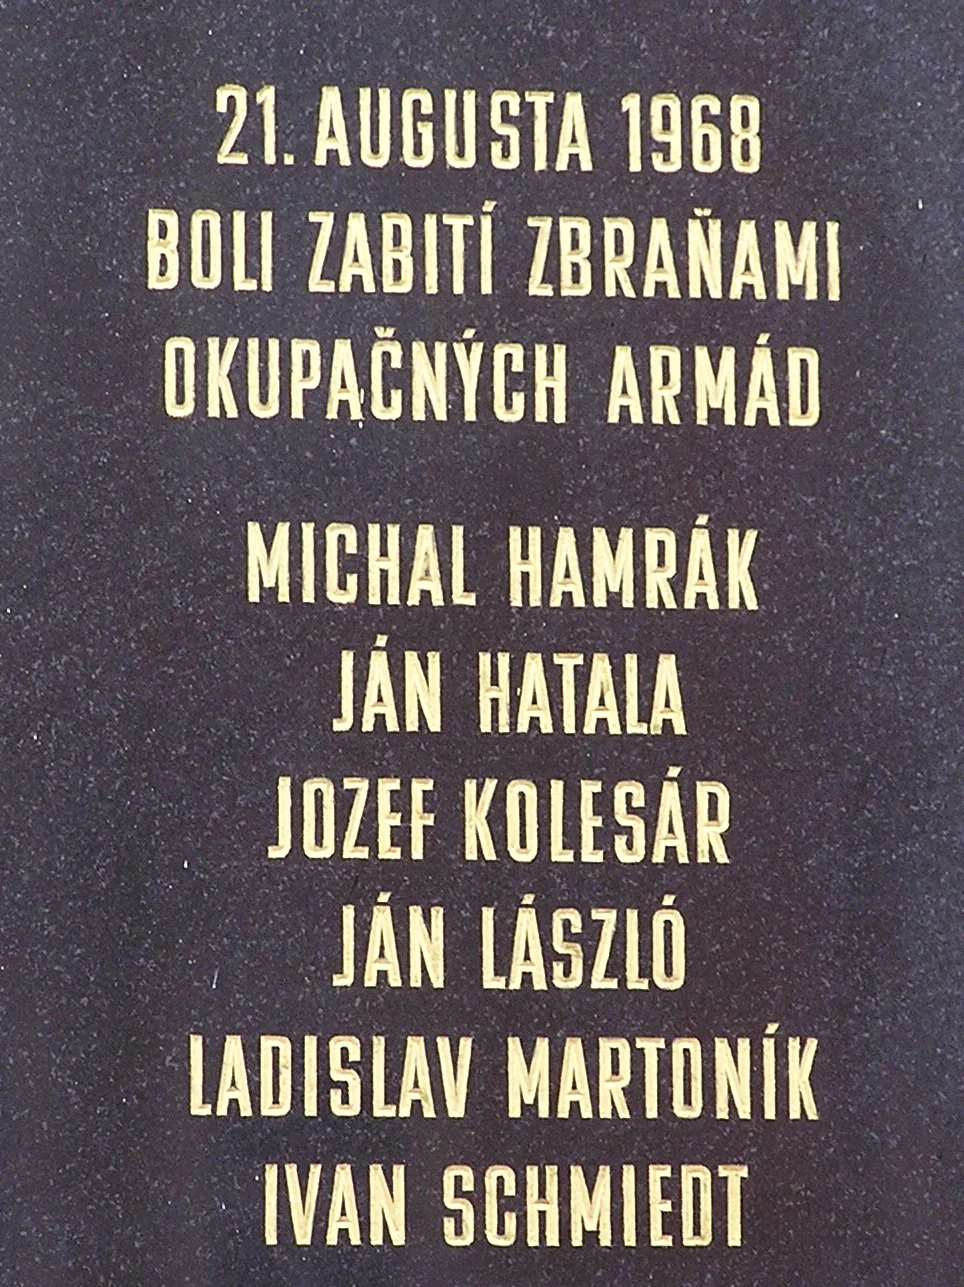 21. AUGUSTA 1968
BOLI ZABITÍ ZBRAŇAMI
OKUPAČNÝCH ARMÁD
MICHAL HAMRÁK
JÁN HATALA
JOZEF KOLESÁR
JÁN LÁSZLÓ
LADISLAV MARTONÍK
IVAN SCHMIEDT